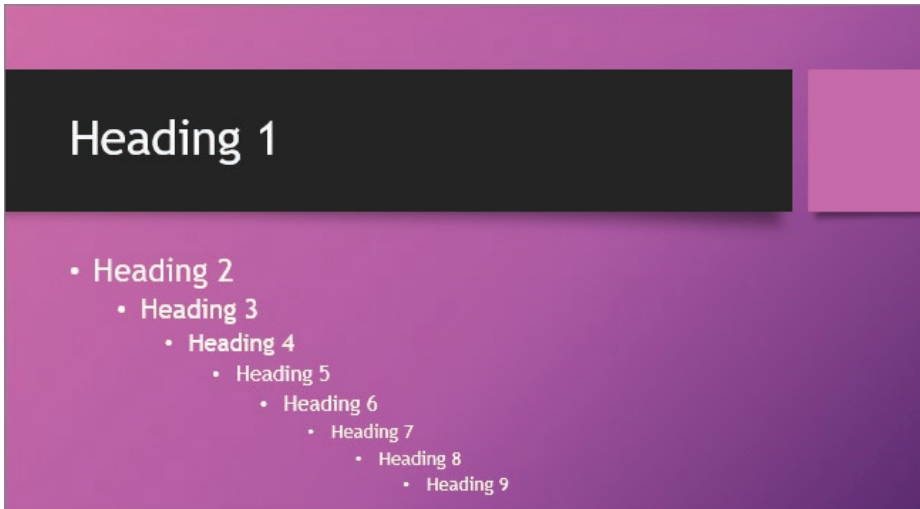 Heading 1
• Heading 2
• Heading 3
• Heading 4
• Heading 5
• Heading 6
• Heading 7
• Heading 8
• Heading 9